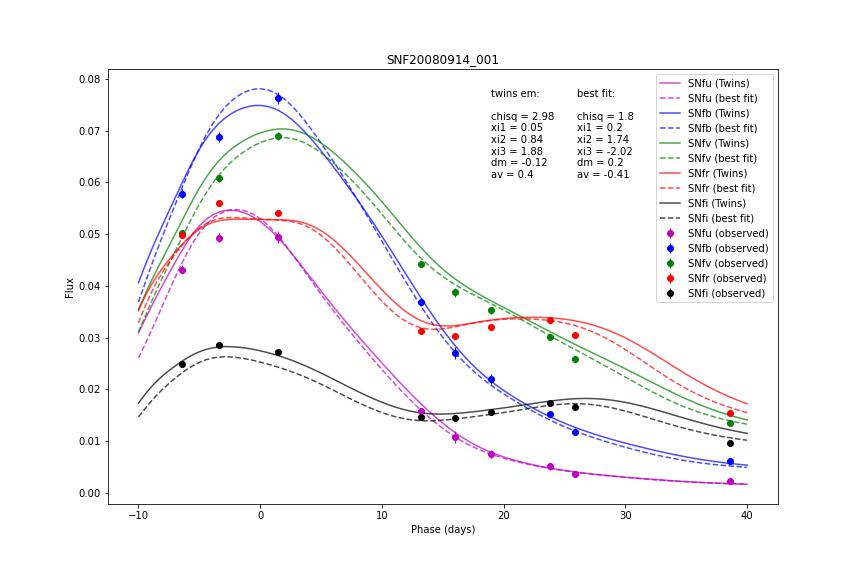 SNF20080914_001
twins em:
chisq = 2.98
xi1 = 0.05
xi2 = 0.84
xi3 = 1.88
dm = -0.12
av = 0.4
best fit:
chisq = 1.8
xi1 = 0.2
xi2 = 1.74
xi3 = -2.02
dm = 0.2
av = -0.41
SNfu (Twins)
SNfu (best fit)
SNfb (Twins)
SNfb (best fit)
SNfv (Twins)
SNfv (best fit)
SNfr (Twins)
SNfr (best fit)
SNfi (Twins)
SNfi (best fit)
SNfu (observed)
SNfb (observed)
SNfv (observed)
SNfr (observed)
SNfi (observed)
Flux
0.08
0.07
0.06
0.05
0.04
0.03
0.02
0.01
0.00
−10
0
10
20
30
40
Phase (days)